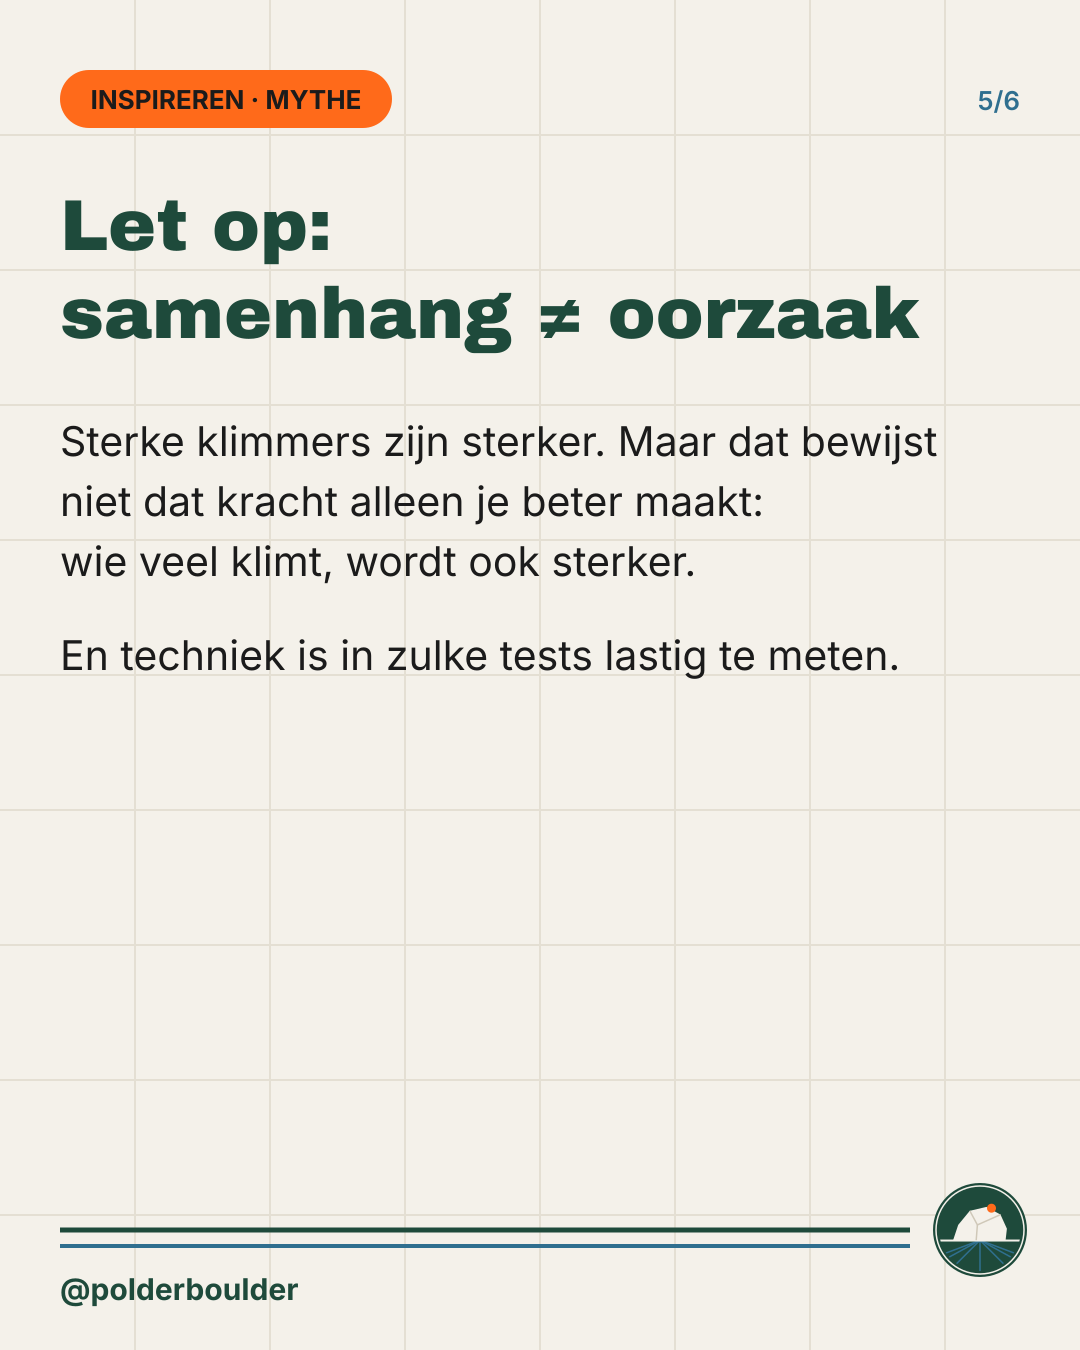 INSPIREREN · MYTHE
5/6
Let op:
samenhang ≠ oorzaak
Sterke klimmers zijn sterker. Maar dat bewijst
niet dat kracht alleen je beter maakt:
wie veel klimt, wordt ook sterker.
En techniek is in zulke tests lastig te meten.
@polderboulder